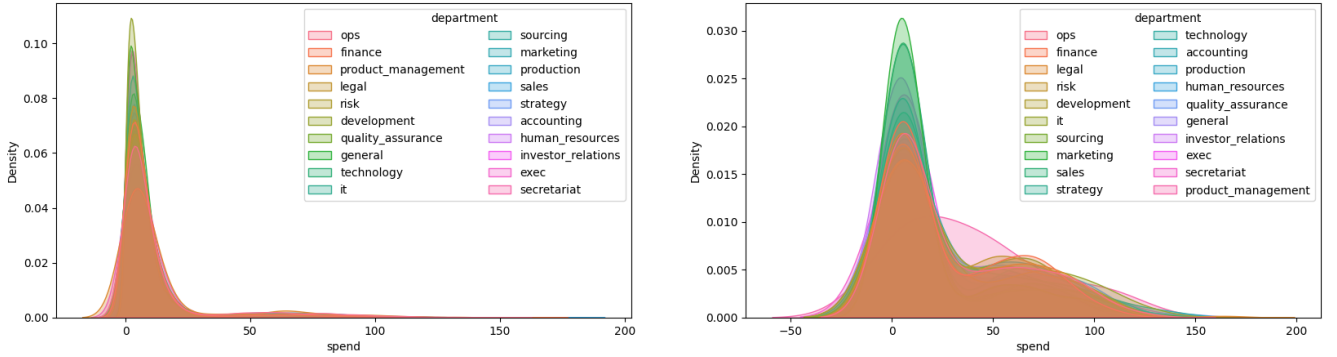 department
ops
finance
product_management
legal
risk
development
quality_assurance
general
technology
it
sourcing
marketing
production
sales
strategy
accounting
human_resources
investor_relations
exec
secretariat
Density
0.10
0.08
0.06
0.04
0.02
0.00
0
50
100
150
200
spend
department
ops
finance
legal
risk
development
it
sourcing
marketing
sales
strategy
technology
accounting
production
human_resources
quality_assurance
general
investor_relations
exec
secretariat
product_management
Density
0.030
0.025
0.020
0.015
0.010
0.005
0.000
−50
0
50
100
150
200
spend